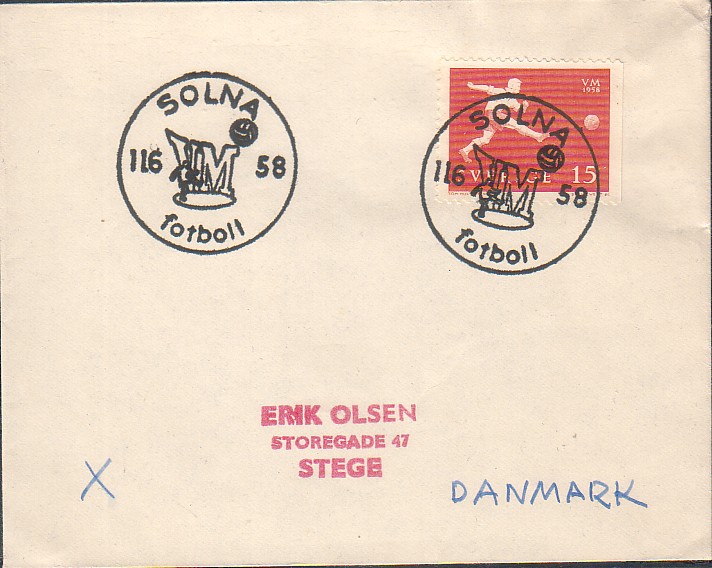 SOLNA
116 VM 58
fotboll
VM
1958
SVERIGE 15
SOLNA
116 VM 58
fotboll
ERIK OLSEN
STOREGADE 47
STEGE
X DANMARK